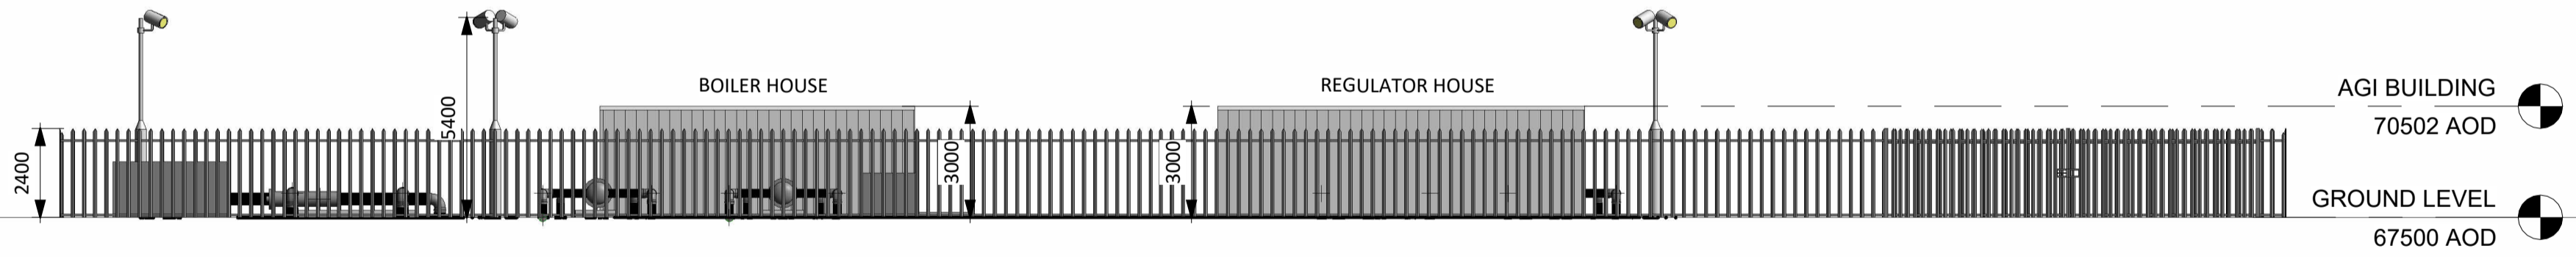 BOILER HOUSE
REGULATOR HOUSE
AGI BUILDING
70502 AOD
5400
2400
3000
3000
GROUND LEVEL
67500 AOD